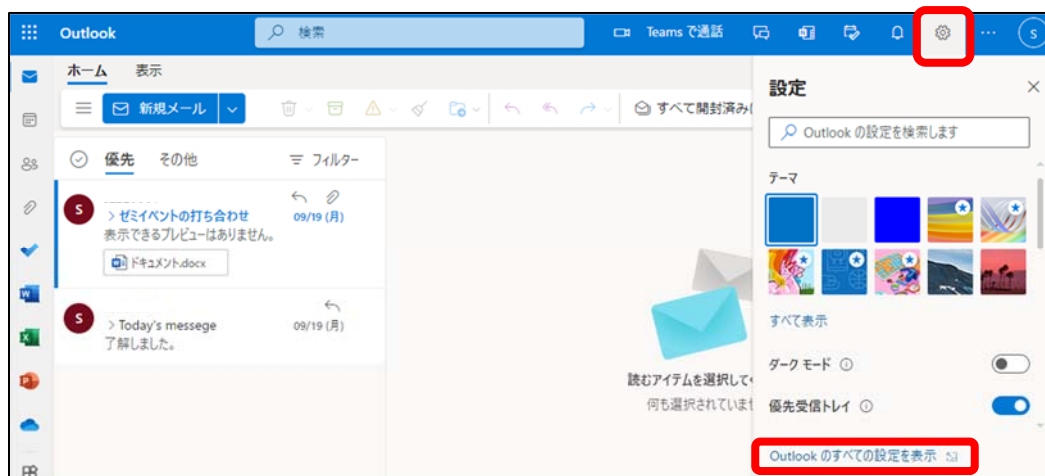 Outlook
検索
Teams で通話
S
ホーム 表示
新規メール
すべて開封済み
優先 その他 フィルター
S
>ゼミイベントの打ち合わせ 09/19 (月)
表示できるプレビューはありません。
ドキュメント.docx
S
>Today's messege 09/19 (月)
了解しました。
読むアイテムを選択して
何も選択されていませ
設定
Outlook の設定を検索します
テーマ
すべて表示
ダーク モード
優先受信トレイ
Outlook のすべての設定を表示